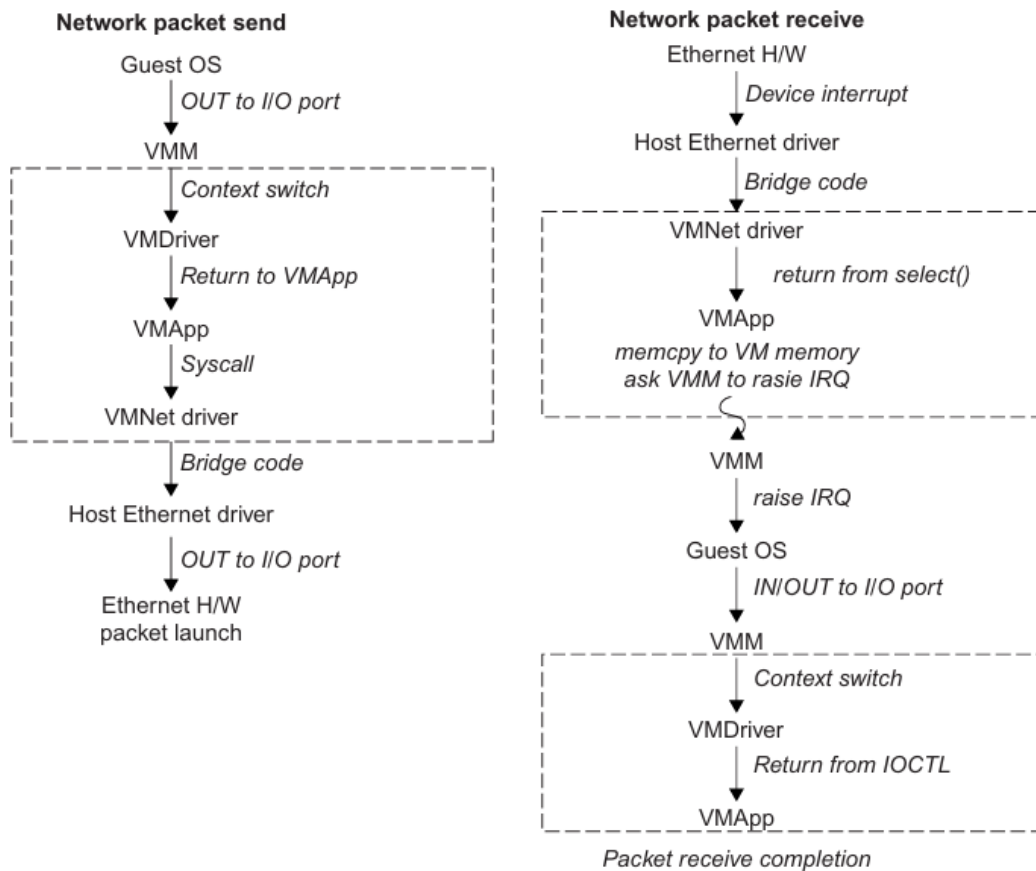 Network packet send
Guest OS
OUT to I/O port
VMM
Context switch
VMDriver
Return to VMApp
VMApp
Syscall
VMNet driver
Bridge code
Host Ethernet driver
OUT to I/O port
Ethernet H/W
packet launch
Network packet receive
Ethernet H/W
Device interrupt
Host Ethernet driver
Bridge code
VMNet driver
return from select()
VMApp
memcpy to VM memory
ask VMM to rasie IRQ
VMM
raise IRQ
Guest OS
IN/OUT to I/O port
VMM
Context switch
VMDriver
Return from IOCTL
VMApp
Packet receive completion